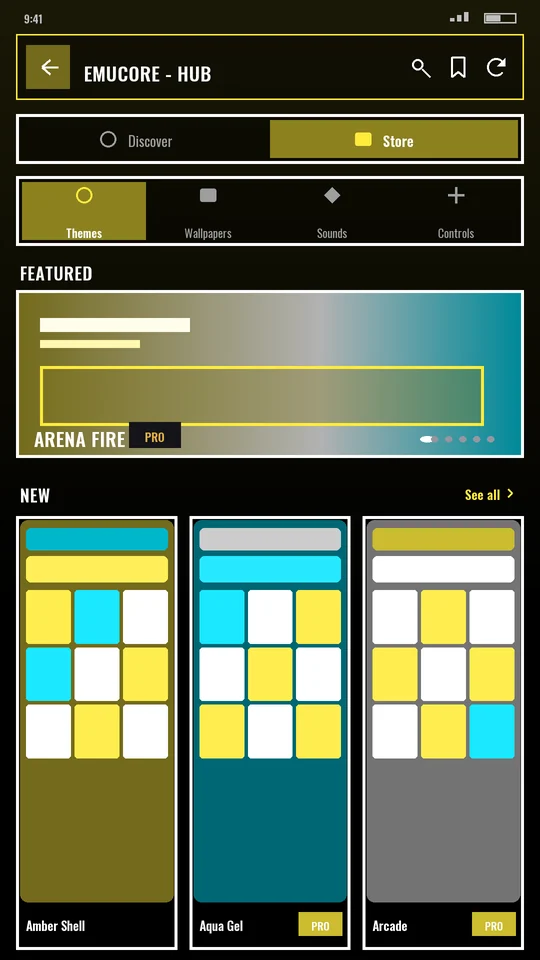 9:41
EMUCORE - HUB
Discover
Store
Themes
Wallpapers
Sounds
Controls
FEATURED
ARENA FIRE
PRO
NEW
See all
Amber Shell
Aqua Gel
PRO
Arcade
PRO